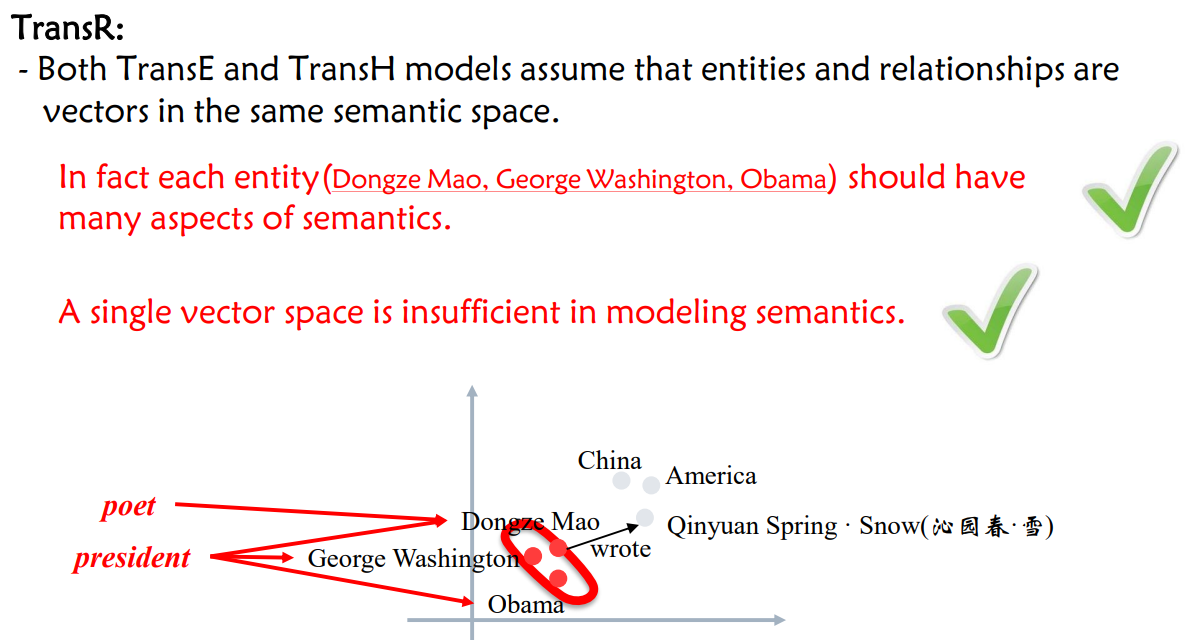 TransR:
- Both TransE and TransH models assume that entities and relationships are
vectors in the same semantic space.
In fact each entity(Dongze Mao, George Washington, Obama) should have
many aspects of semantics.
A single vector space is insufficient in modeling semantics.
China
America
poet
Dongze Mao
Qinyuan Spring · Snow(沁园春·雪)
wrote
president
George Washington
Obama